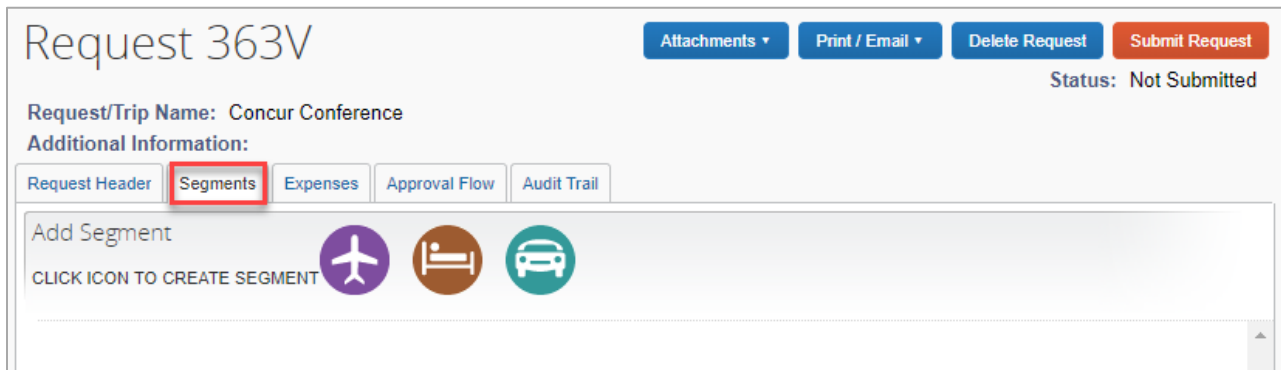 Request 363V
Attachments Print / Email Delete Request Submit Request
Status: Not Submitted
Request/Trip Name: Concur Conference
Additional Information:
Request Header Segments Expenses Approval Flow Audit Trail
Add Segment
CLICK ICON TO CREATE SEGMENT